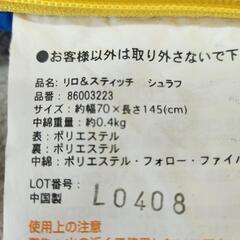 ●お客様以外は取り外さないで下
品名：リロ＆スティッチ　シュラフ
品番：86003223
サイズ：約幅70×長さ145(cm)
中綿重量：約0.4kg
表：ポリエステル
裏：ポリエステル
中綿：ポリエステル・フォロー・ファイバ
LOT番号：
中国製 L0408
使用上の注意